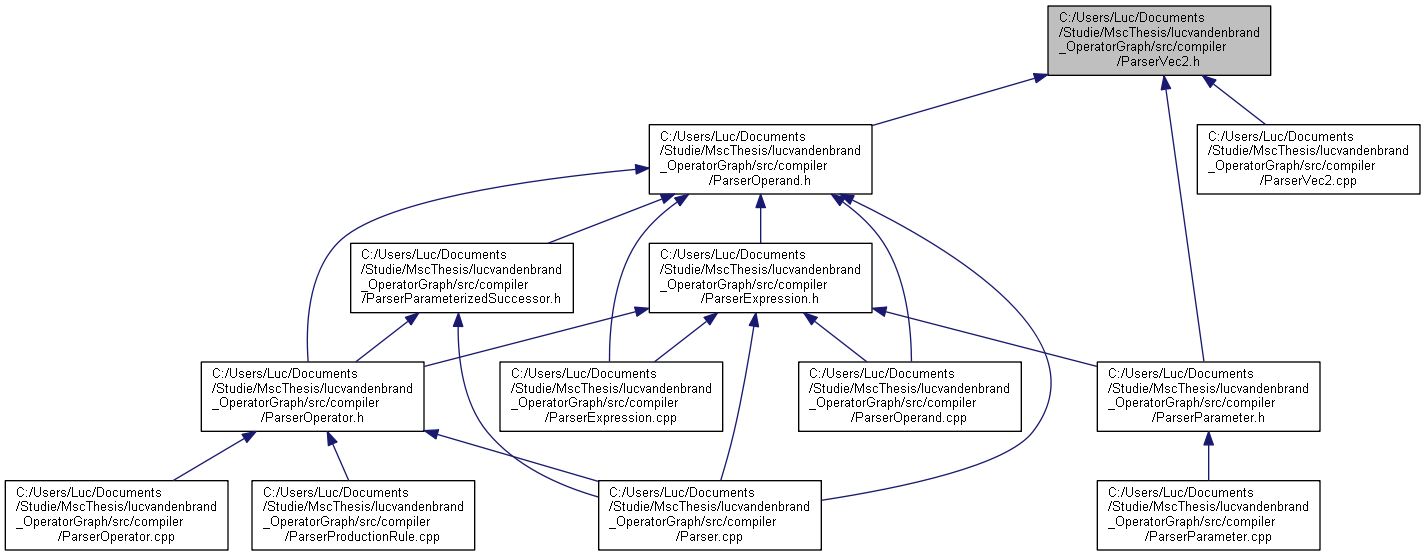 C:/Users/Luc/Documents
/Studie/MscThesis/lucvandenbrand
_OperatorGraph/src/compiler
/ParserVec2.h
C:/Users/Luc/Documents
/Studie/MscThesis/lucvandenbrand
_OperatorGraph/src/compiler
/ParserOperand.h
C:/Users/Luc/Documents
/Studie/MscThesis/lucvandenbrand
_OperatorGraph/src/compiler
/ParserVec2.cpp
C:/Users/Luc/Documents
/Studie/MscThesis/lucvandenbrand
_OperatorGraph/src/compiler
/ParserParameterizedSuccessor.h
C:/Users/Luc/Documents
/Studie/MscThesis/lucvandenbrand
_OperatorGraph/src/compiler
/ParserExpression.h
C:/Users/Luc/Documents
/Studie/MscThesis/lucvandenbrand
_OperatorGraph/src/compiler
/ParserOperator.h
C:/Users/Luc/Documents
/Studie/MscThesis/lucvandenbrand
_OperatorGraph/src/compiler
/ParserExpression.cpp
C:/Users/Luc/Documents
/Studie/MscThesis/lucvandenbrand
_OperatorGraph/src/compiler
/ParserOperand.cpp
C:/Users/Luc/Documents
/Studie/MscThesis/lucvandenbrand
_OperatorGraph/src/compiler
/ParserParameter.h
C:/Users/Luc/Documents
/Studie/MscThesis/lucvandenbrand
_OperatorGraph/src/compiler
/ParserOperator.cpp
C:/Users/Luc/Documents
/Studie/MscThesis/lucvandenbrand
_OperatorGraph/src/compiler
/ParserProductionRule.cpp
C:/Users/Luc/Documents
/Studie/MscThesis/lucvandenbrand
_OperatorGraph/src/compiler
/Parser.cpp
C:/Users/Luc/Documents
/Studie/MscThesis/lucvandenbrand
_OperatorGraph/src/compiler
/ParserParameter.cpp